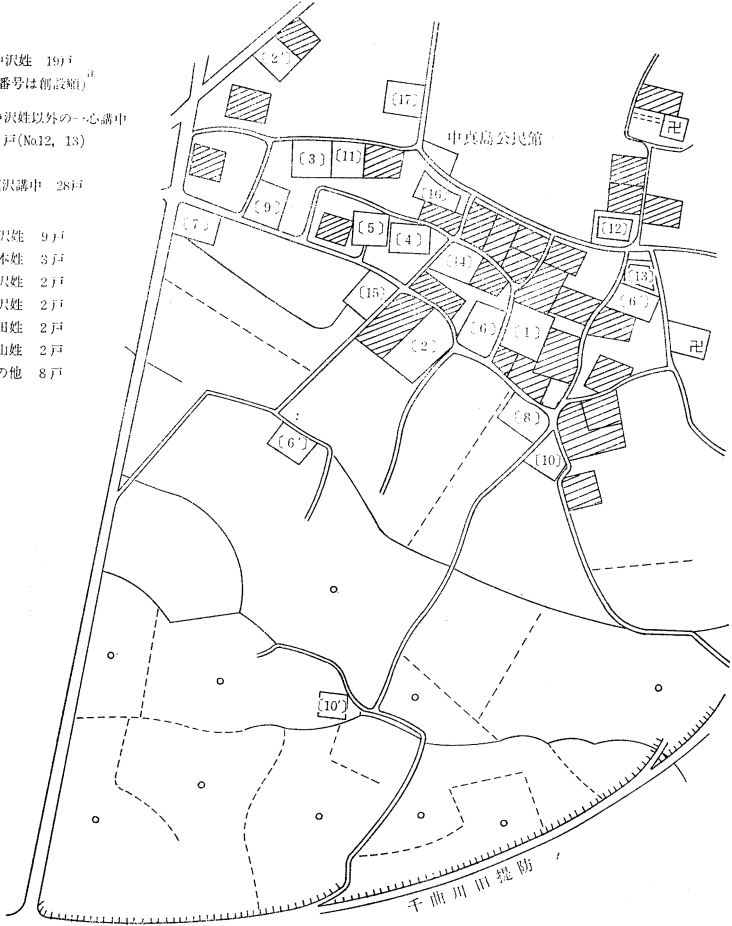 沢姓 19戸
番号は創設順)註
沢姓以外の一心講中
戸(No.12, 13)
沢講中 28戸
沢姓 9戸
本姓 3戸
沢姓 2戸
沢姓 2戸
田姓 2戸
山姓 2戸
の他 8戸
〔2'〕
〔17〕
中真島公民館
卍
〔3〕 〔11〕
〔16〕
〔9〕
〔7〕
〔5〕
〔4〕
〔12〕
〔14〕
〔13〕
〔15〕
〔6"〕
〔2〕
〔6〕
〔1〕
卍
〔8〕
〔6'〕
〔10〕
〔10'〕
千曲川旧堤防